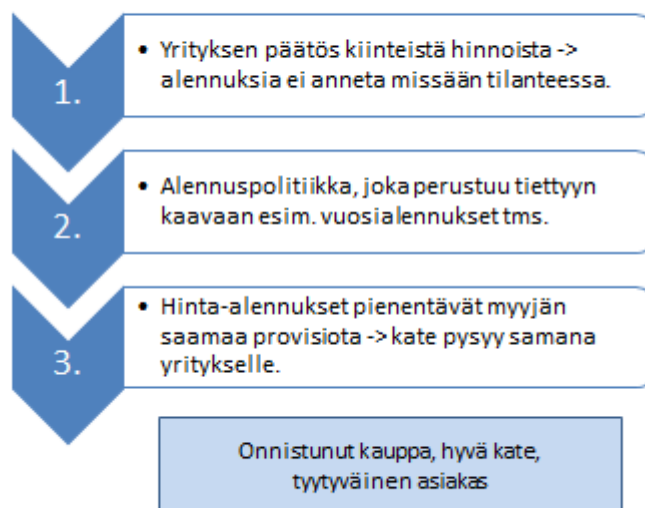 1.
• Yrityksen päätös kiinteistä hinnoista ->
alennuksia ei anneta missään tilanteessa.
2.
• Alennuspolitiikka, joka perustuu tiettyyn
kaavaan esim. vuosialennukset tms.
3.
• Hinta-alennukset pienentävät myyjän
saamaa provisiota -> kate pysyy samana
yritykselle.
Onnistunut kauppa, hyvä kate,
tyytyväinen asiakas